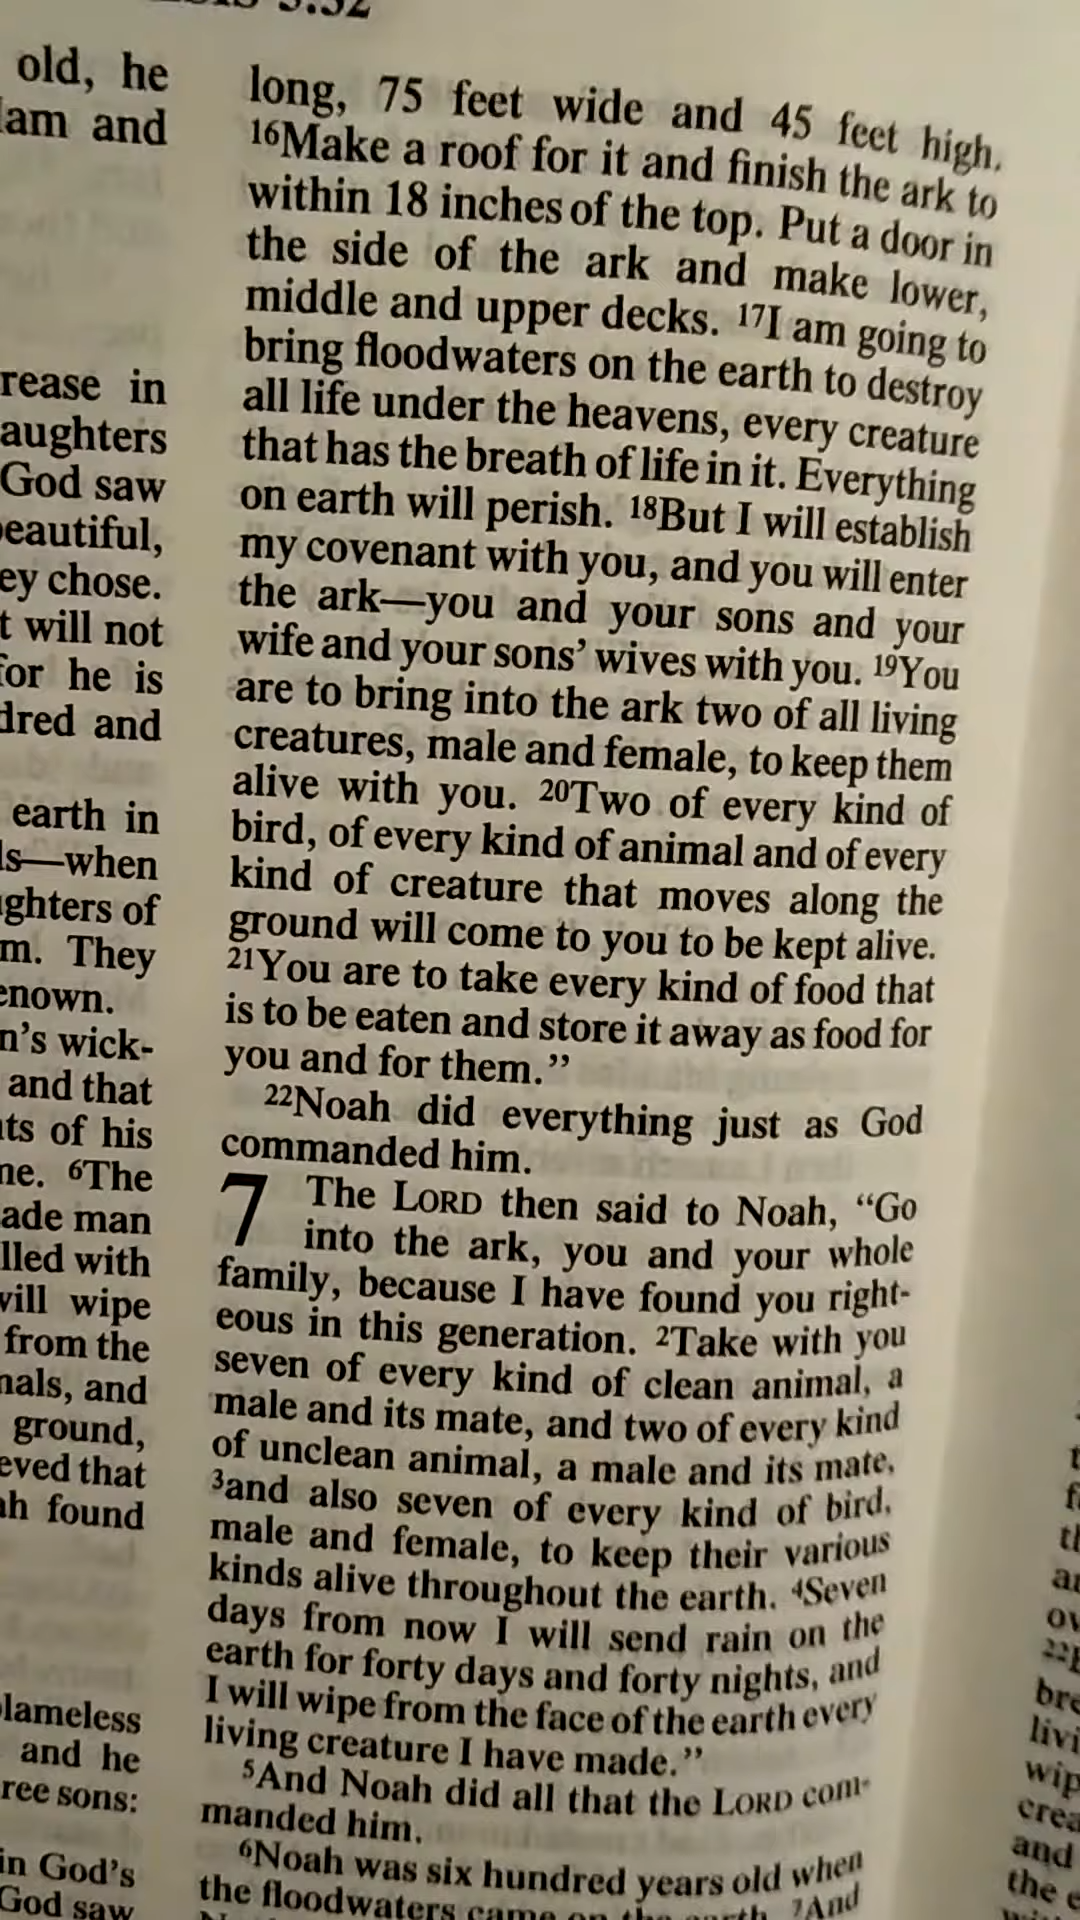 5:32
old, he
am and
rease in
aughters
God saw
eautiful,
ey chose.
t will not
for he is
dred and
earth in
ls—when
ghters of
m. They
enown.
n's wick-
and that
ts of his
ne. 6The
ade man
lled with
will wipe
from the
nals, and
ground,
eved that
ah found
lameless
and he
ree sons:
in God's
God saw
long, 75 feet wide and 45 feet high.
16Make a roof for it and finish the ark to
within 18 inches of the top. Put a door in
the side of the ark and make lower,
middle and upper decks. 17I am going to
bring floodwaters on the earth to destroy
all life under the heavens, every creature
that has the breath of life in it. Everything
on earth will perish. 18But I will establish
my covenant with you, and you will enter
the ark—you and your sons and your
wife and your sons' wives with you. 19You
are to bring into the ark two of all living
creatures, male and female, to keep them
alive with you. 20Two of every kind of
bird, of every kind of animal and of every
kind of creature that moves along the
ground will come to you to be kept alive.
21You are to take every kind of food that
is to be eaten and store it away as food for
you and for them."
22Noah did everything just as God
commanded him.
7 The LORD then said to Noah, "Go
into the ark, you and your whole
family, because I have found you right-
eous in this generation. 2Take with you
seven of every kind of clean animal, a
male and its mate, and two of every kind
of unclean animal, a male and its mate,
3and also seven of every kind of bird,
male and female, to keep their various
kinds alive throughout the earth. 4Seven
days from now I will send rain on the
earth for forty days and forty nights, and
I will wipe from the face of the earth every
living creature I have made."
5And Noah did all that the LORD com-
manded him.
6Noah was six hundred years old when
the floodwaters came on the earth. 7And
ov
22
bre
livi
wip
crea
and
the e